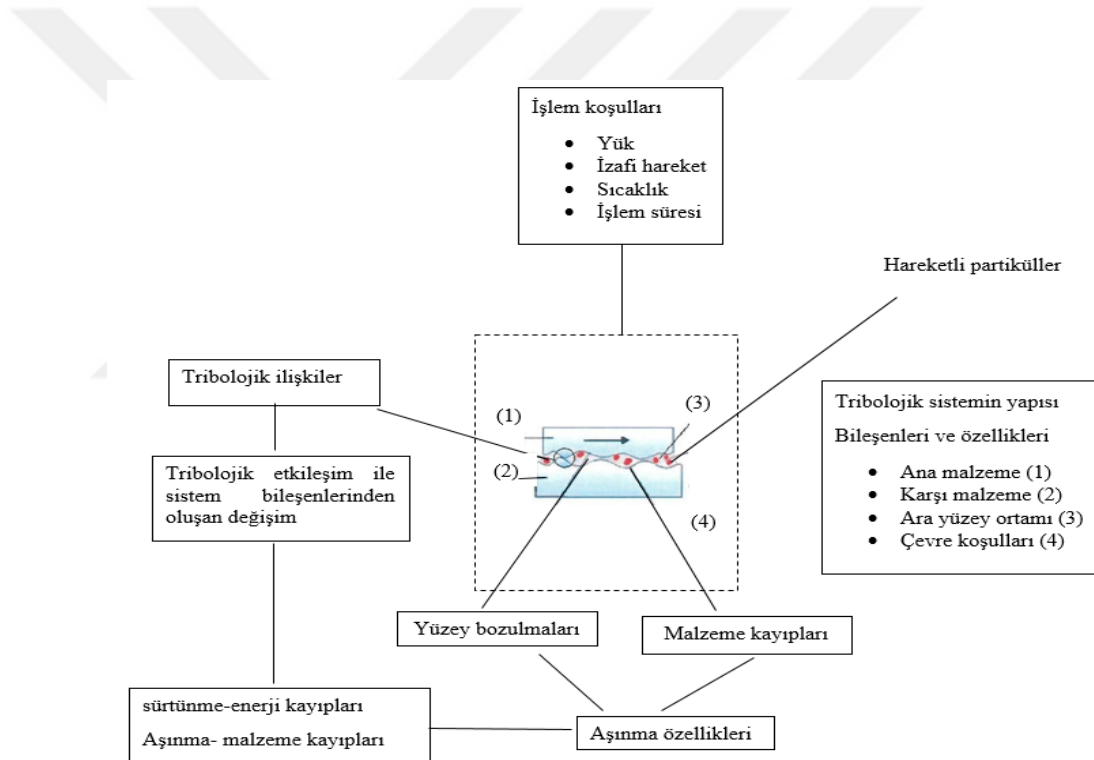 İşlem koşulları
• Yük
• İzafi hareket
• Sıcaklık
• İşlem süresi
Hareketli partiküller
Tribolojik ilişkiler
(1)
(3)
(2)
(4)
Tribolojik etkileşim ile
sistem bileşenlerinden
oluşan değişim
Tribolojik sistemin yapısı
Bileşenleri ve özellikleri
• Ana malzeme (1)
• Karşı malzeme (2)
• Ara yüzey ortamı (3)
• Çevre koşulları (4)
Yüzey bozulmaları
Malzeme kayıpları
sürtünme-enerji kayıpları
Aşınma- malzeme kayıpları
Aşınma özellikleri